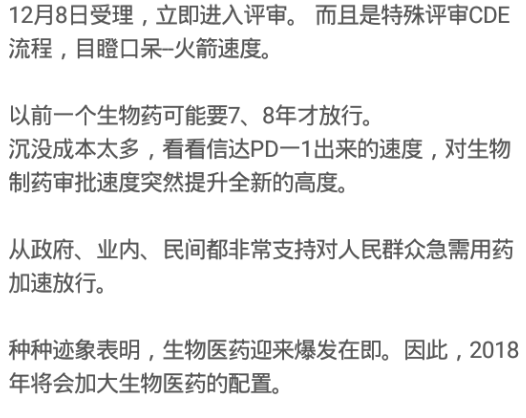 12月8日受理，立即进入评审。 而且是特殊评审CDE
流程，目瞪口呆–火箭速度。
以前一个生物药可能要7、8年才放行。
沉没成本太多，看看信达PD一1出来的速度，对生物
制药审批速度突然提升全新的高度。
从政府、业内、民间都非常支持对人民群众急需用药
加速放行。
种种迹象表明，生物医药迎来爆发在即。因此，2018
年将会加大生物医药的配置。